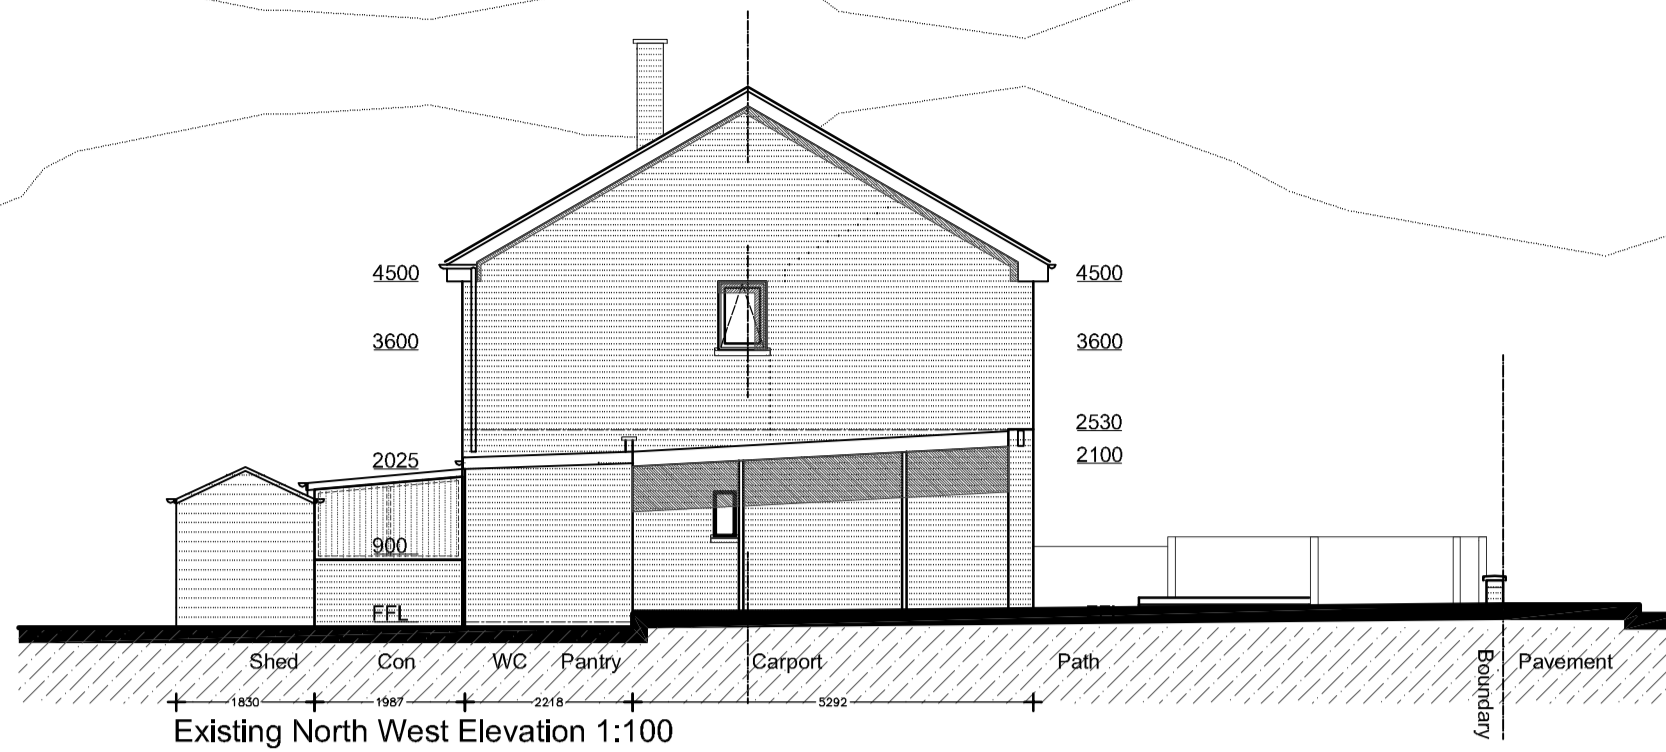 4500 4500
3600 3600
2530
2025 2100
900
FFL
Shed Con WC Pantry Carport Path Boundary Pavement
1830 1987 2218 5292
Existing North West Elevation 1:100